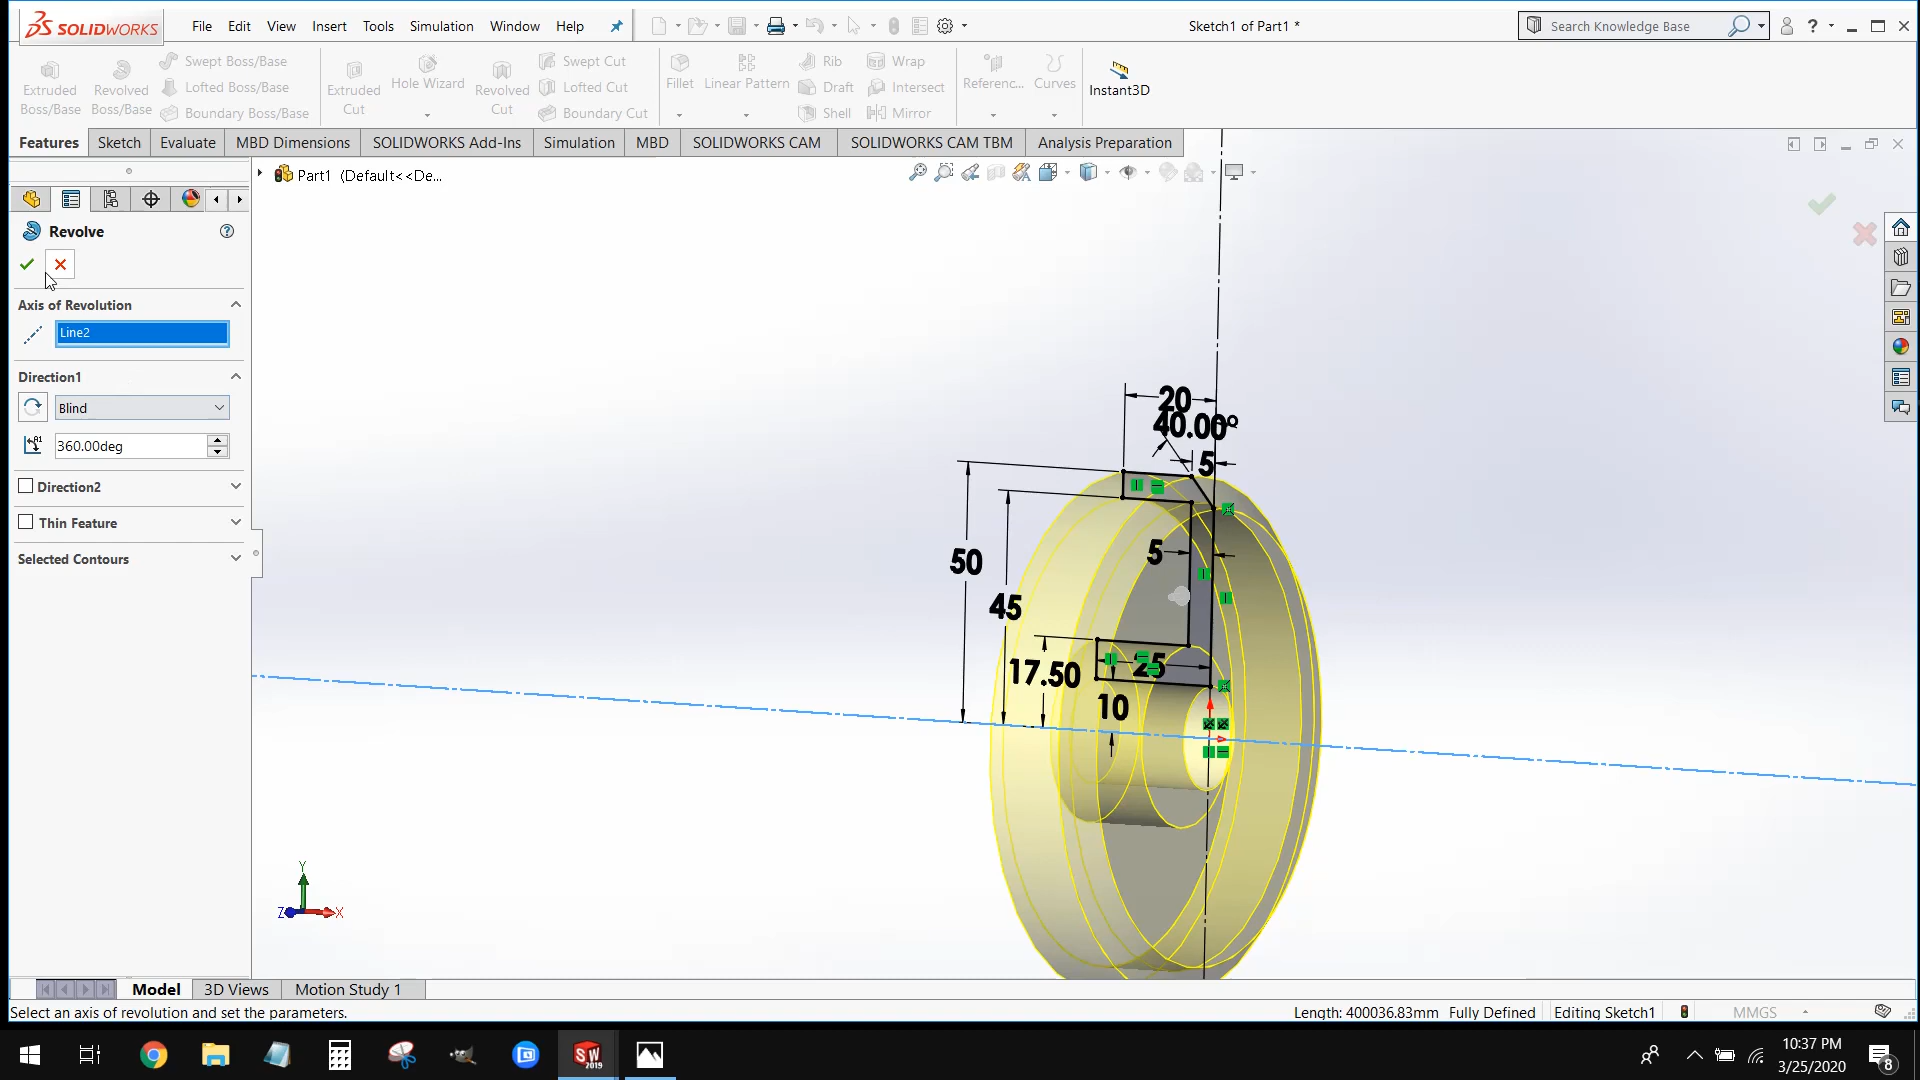 SOLIDWORKS File Edit View Insert Tools Simulation Window Help Sketch1 of Part1 * Search Knowledge Base ?
Extruded Boss/Base Revolved Boss/Base Swept Boss/Base Lofted Boss/Base Boundary Boss/Base Extruded Cut Hole Wizard Revolved Cut Swept Cut Lofted Cut Boundary Cut Fillet Linear Pattern Rib Draft Shell Wrap Intersect Mirror Referenc... Curves Instant3D
Features Sketch Evaluate MBD Dimensions SOLIDWORKS Add-Ins Simulation MBD SOLIDWORKS CAM SOLIDWORKS CAM TBM Analysis Preparation
Part1 (Default<<De...
Revolve
Axis of Revolution
Line2
Direction1
Blind
360.00deg
Direction2
Thin Feature
Selected Contours
20
40.00°
5
50
5
45
25
17.50
10
Y
Z X
Model 3D Views Motion Study 1
Select an axis of revolution and set the parameters. Length: 400036.83mm Fully Defined Editing Sketch1 MMGS
SW 2019
10:37 PM
3/25/2020
8